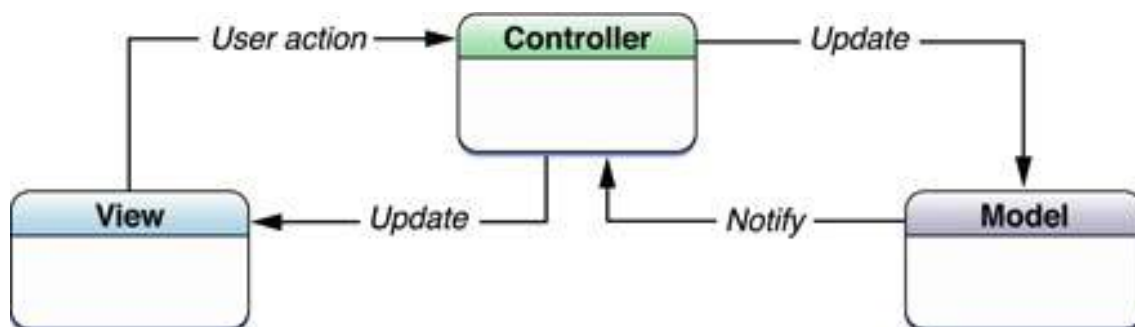 User action
Controller
Update
View
Update
Notify
Model